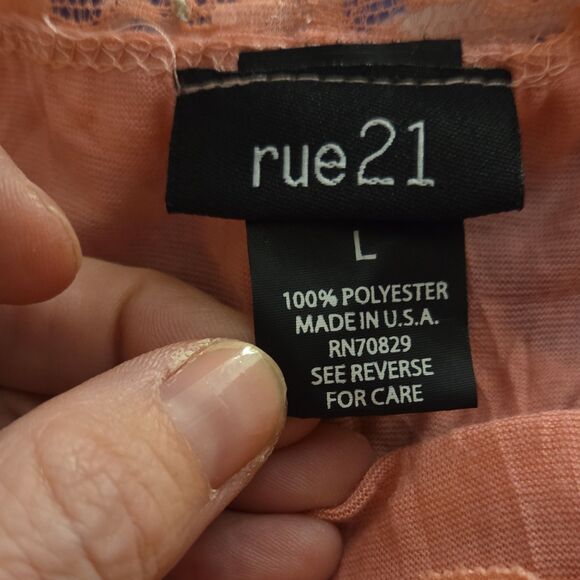 rue21
L
100% POLYESTER
MADE IN U.S.A.
RN70829
SEE REVERSE
FOR CARE